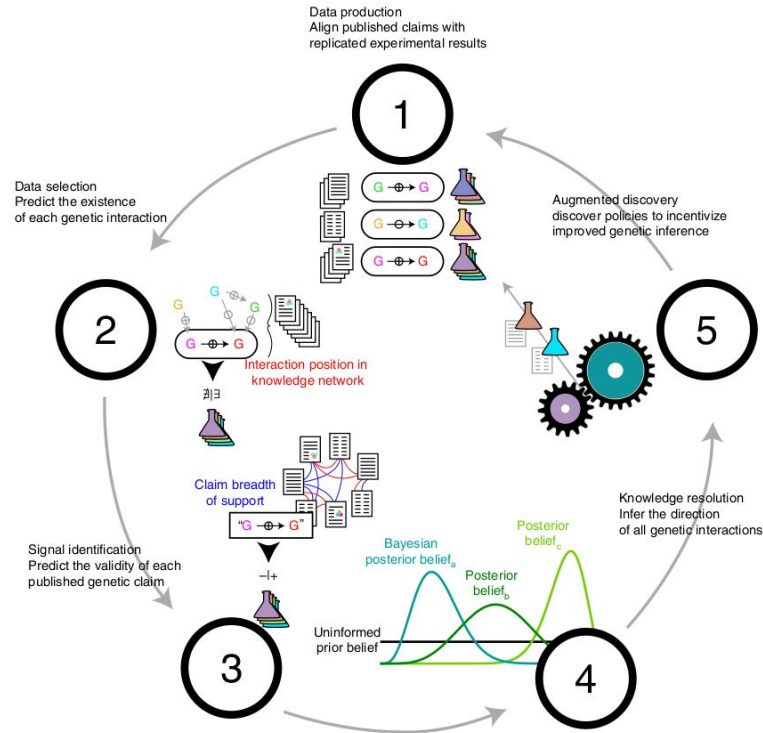 Data production
Align published claims with
replicated experimental results
1
G ⊕→ G
G ⊖→ G
G ⊕→ G
Data selection
Predict the existence
of each genetic interaction
2
G
G
G
G ⊕→ G
Interaction position in
knowledge network
∄|∃
Augmented discovery
discover policies to incentivize
improved genetic inference
5
Claim breadth
of support
"G ⊕→ G"
–|+
Signal identification
Predict the validity of each
published genetic claim
3
Knowledge resolution
Infer the direction
of all genetic interactions
Bayesian
posterior belief a
Posterior
belief b
Posterior
belief c
Uninformed
prior belief
4